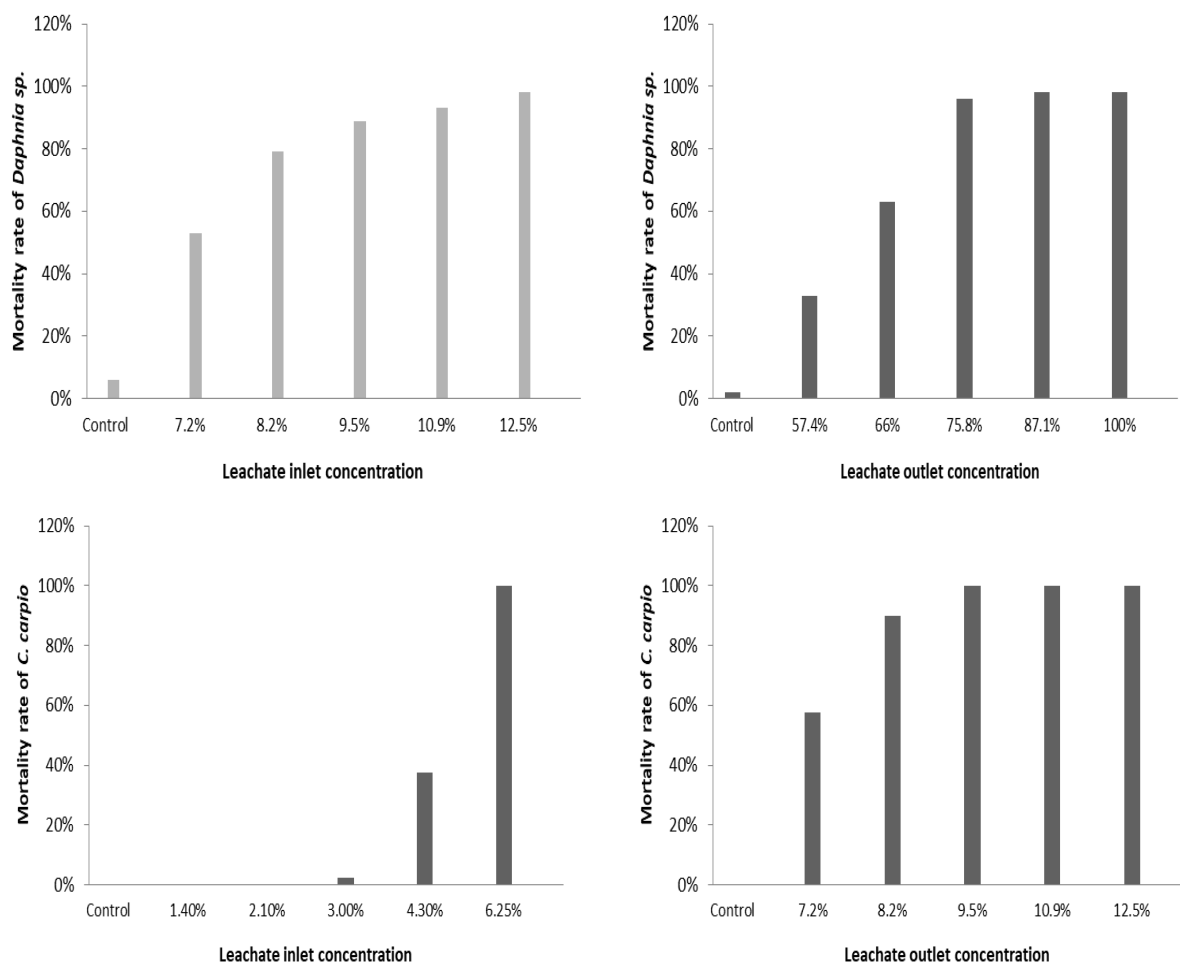 120%
100%
80%
60%
40%
20%
0%
Mortality rate of Daphnia sp.
Control 7.2% 8.2% 9.5% 10.9% 12.5%
Leachate inlet concentration
120%
100%
80%
60%
40%
20%
0%
Mortality rate of Daphnia sp.
Control 57.4% 66% 75.8% 87.1% 100%
Leachate outlet concentration
120%
100%
80%
60%
40%
20%
0%
Mortality rate of C. carpio
Control 1.40% 2.10% 3.00% 4.30% 6.25%
Leachate inlet concentration
120%
100%
80%
60%
40%
20%
0%
Mortality rate of C. carpio
Control 7.2% 8.2% 9.5% 10.9% 12.5%
Leachate outlet concentration